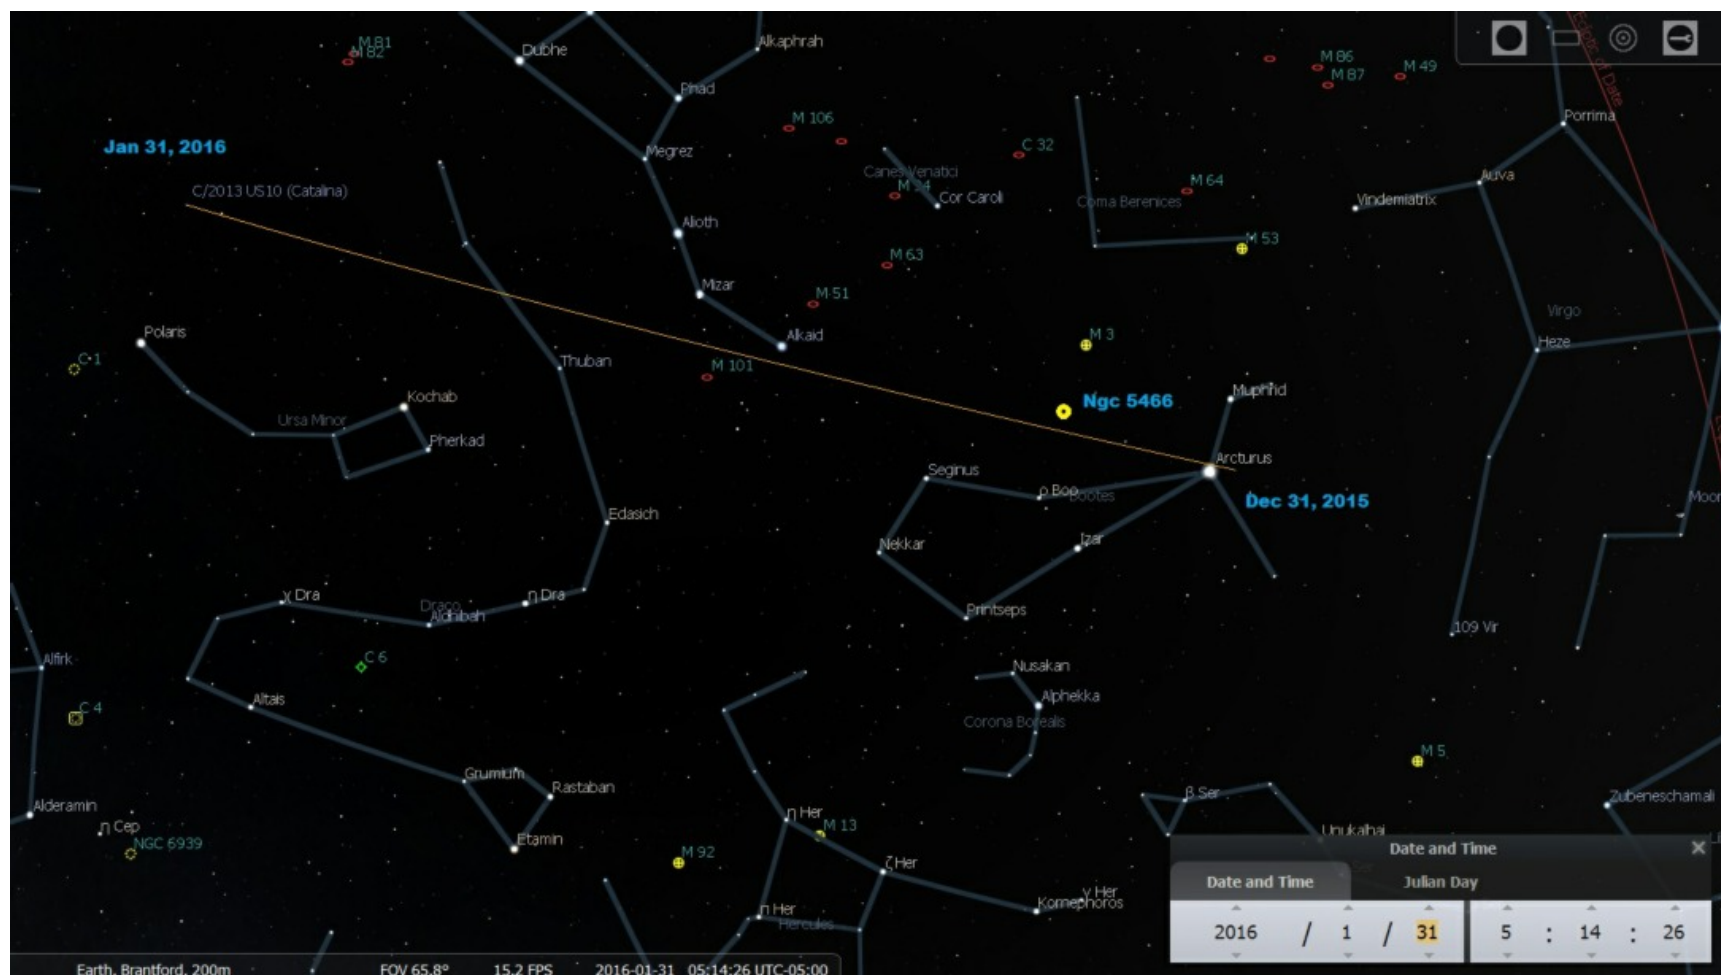 M 81
M 82
Dubhe
Alkaphrah
Phad
M 86
M 87
M 49
Ecliptic of Date
Porrima
M 106
Jan 31, 2016
Megrez
C 32
Canes Venatici
M 94
Cor Caroli
M 64
Coma Berenices
Auva
Vindemiatrix
C/2013 US10 (Catalina)
Alioth
M 53
M 63
Mizar
M 51
Virgo
Polaris
Alkaid
M 3
Heze
C 1
Thuban
M 101
Muphrid
Ngc 5466
Kochab
Ursa Minor
Pherkad
Arcturus
Seginus
ρ Boo
Bootes
Dec 31, 2015
Moon
Edasich
Nekkar
Izar
χ Dra
Draco
Aldhibah
η Dra
Printseps
109 Vir
Alfirk
C 6
Nusakan
Alphekka
Corona Borealis
Altais
C 4
M 5
Grumium
Rastaban
β Ser
Zubeneschamali
Alderamin
η Cep
NGC 6939
Etamin
M 92
η Her
M 13
ζ Her
Unukalhai
γ Her
Kornephoros
π Her
Hercules
Date and Time
Date and Time Julian Day
2016 / 1 / 31 5 : 14 : 26
Earth, Brantford, 200m FOV 65.8° 15.2 FPS 2016-01-31 05:14:26 UTC-05:00